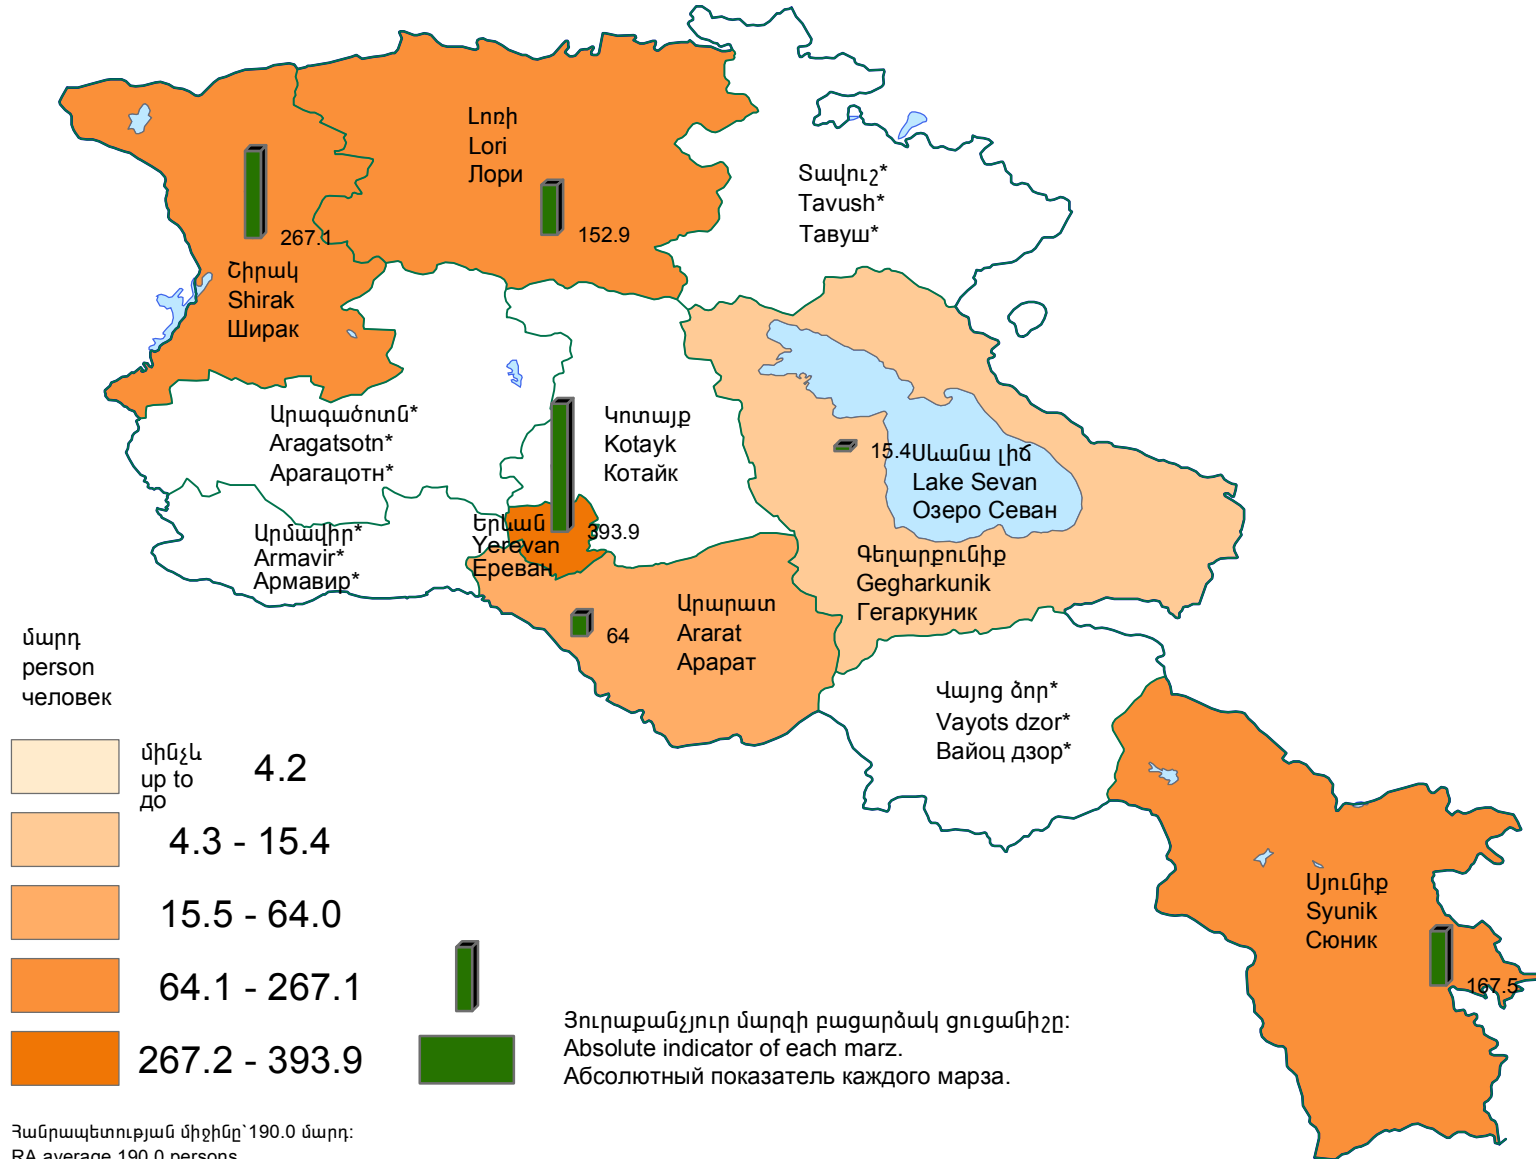 Լոռի
Lori
Лори
152.9
267.1
Շիրակ
Shirak
Ширак
Տավուշ*
Tavush*
Тавуш*
Արագածոտն*
Aragatsotn*
Арагацотн*
Կոտայք
Kotayk
Котайк
15.4
Սևանա լիճ
Lake Sevan
Озеро Севан
Արմավիր*
Armavir*
Армавир*
Երևան
Yerevan
Ереван
393.9
Գեղարքունիք
Gegharkunik
Гегаркуник
Արարատ
Ararat
Арарат
64
Վայոց ձոր*
Vayots dzor*
Вайоц дзор*
Սյունիք
Syunik
Сюник
167.5
մարդ
person
человек
մինչև
up to
до
4.2
4.3 - 15.4
15.5 - 64.0
64.1 - 267.1
267.2 - 393.9
Յուրաքանչյուր մարզի բացարձակ ցուցանիշը:
Absolute indicator of each marz.
Абсолютный показатель каждого марза.
Հանրապետության միջինը`190.0 մարդ:
RA average 190.0 persons